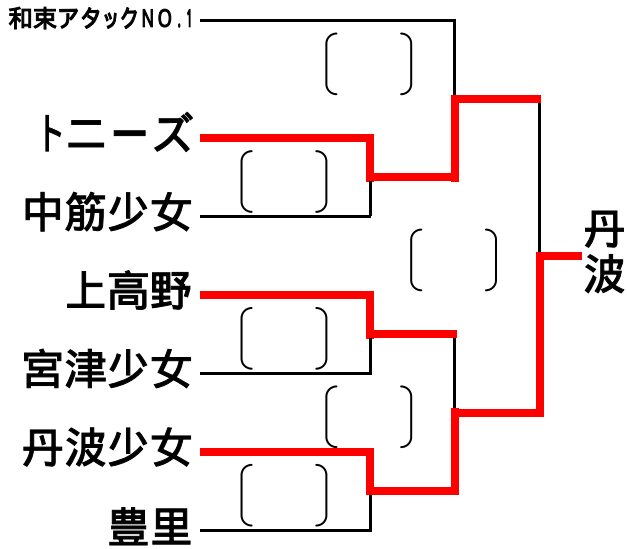 和束アタックNO.1
トニーズ
中筋少女
上高野
宮津少女
丹波少女
豊里
丹波